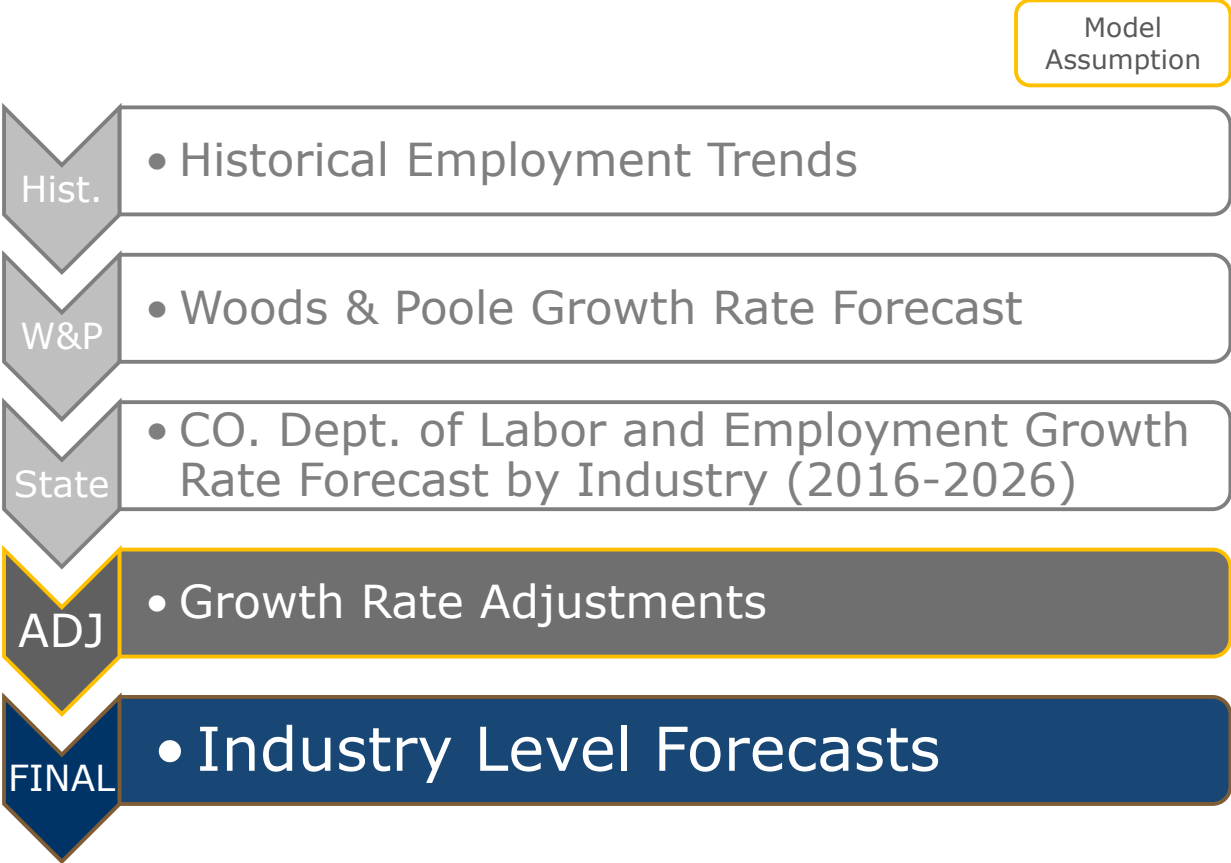 Model
Assumption
Hist.
• Historical Employment Trends
W&P
• Woods & Poole Growth Rate Forecast
State
• CO. Dept. of Labor and Employment Growth
Rate Forecast by Industry (2016-2026)
ADJ
• Growth Rate Adjustments
FINAL
• Industry Level Forecasts